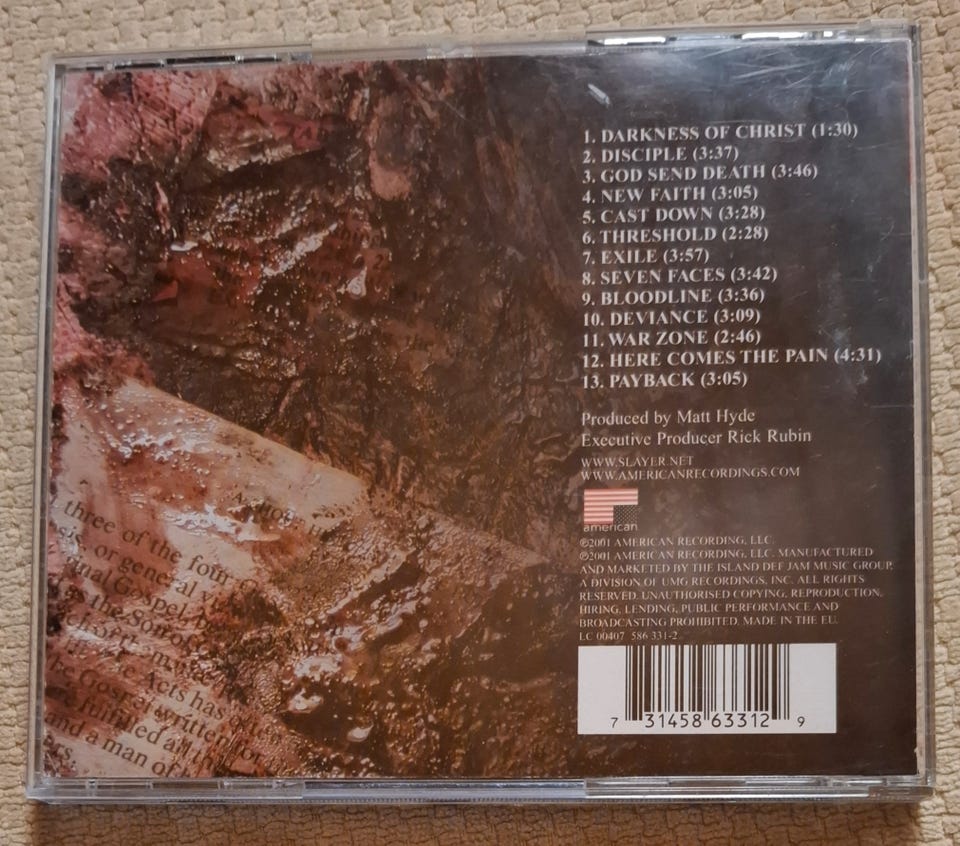 1. DARKNESS OF CHRIST (1:30)
2. DISCIPLE (3:37)
3. GOD SEND DEATH (3:46)
4. NEW FAITH (3:05)
5. CAST DOWN (3:28)
6. THRESHOLD (2:28)
7. EXILE (3:57)
8. SEVEN FACES (3:42)
9. BLOODLINE (3:36)
10. DEVIANCE (3:09)
11. WAR ZONE (2:46)
12. HERE COMES THE PAIN (4:31)
13. PAYBACK (3:05)
Produced by Matt Hyde
Executive Producer Rick Rubin
WWW.SLAYER.NET
WWW.AMERICANRECORDINGS.COM
american
℗2001 AMERICAN RECORDING, LLC.
℗2001 AMERICAN RECORDING, LLC. MANUFACTURED
AND MARKETED BY THE ISLAND DEF JAM MUSIC GROUP,
A DIVISION OF UMG RECORDINGS, INC. ALL RIGHTS
RESERVED. UNAUTHORISED COPYING, REPRODUCTION,
HIRING, LENDING, PUBLIC PERFORMANCE AND
BROADCASTING PROHIBITED. MADE IN THE EU.
LC 00407 586 331-2
7 31458 63312 9
three of the four
or general
Gospel
as the Son of
Acts has
Gospel written for
fulfilled all
and a man of